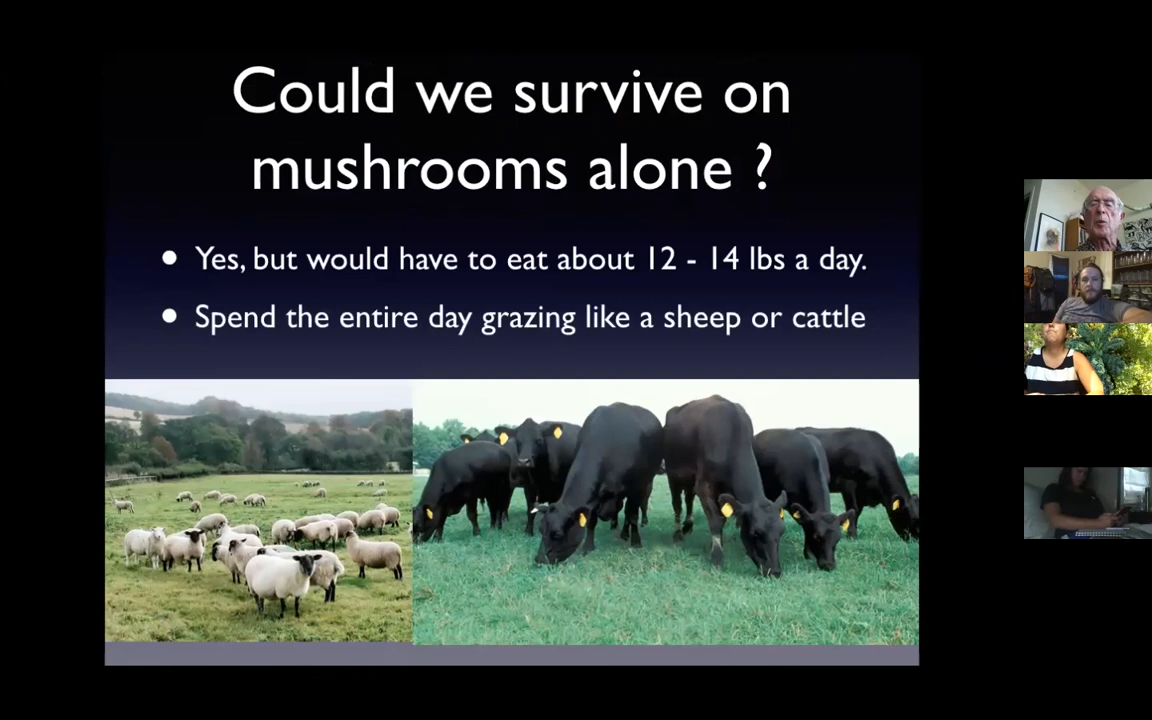 Could we survive on
mushrooms alone ?
• Yes, but would have to eat about 12 - 14 lbs a day.
• Spend the entire day grazing like a sheep or cattle